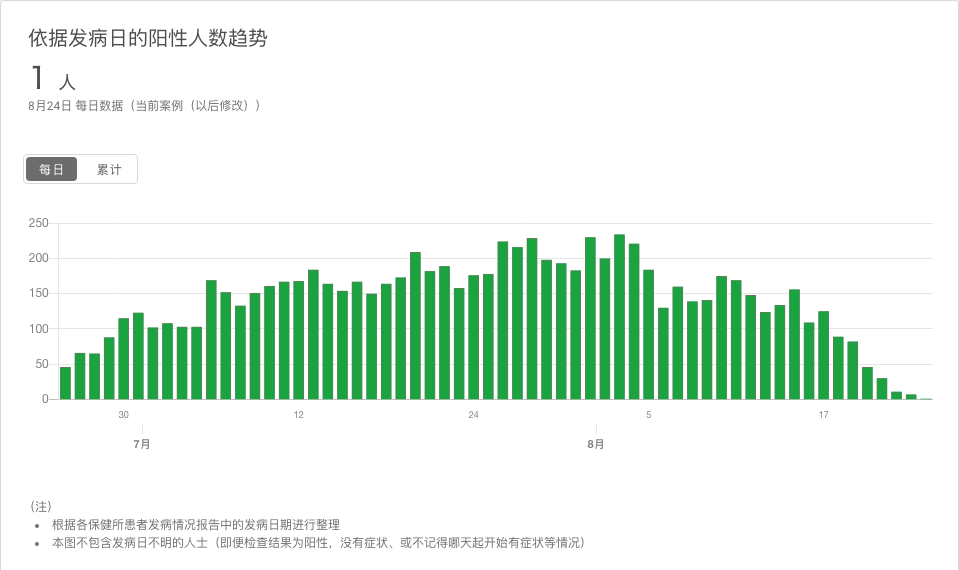 依据发病日的阳性人数趋势
1 人
8月24日 每日数据（当前案例（以后修改））
每日 累计
250
200
150
100
50
0
30 12 24 5 17
7月 8月
（注）
• 根据各保健所患者发病情况报告中的发病日期进行整理
• 本图不包含发病日不明的人士（即便检查结果为阳性，没有症状、或不记得哪天起开始有症状等情况）